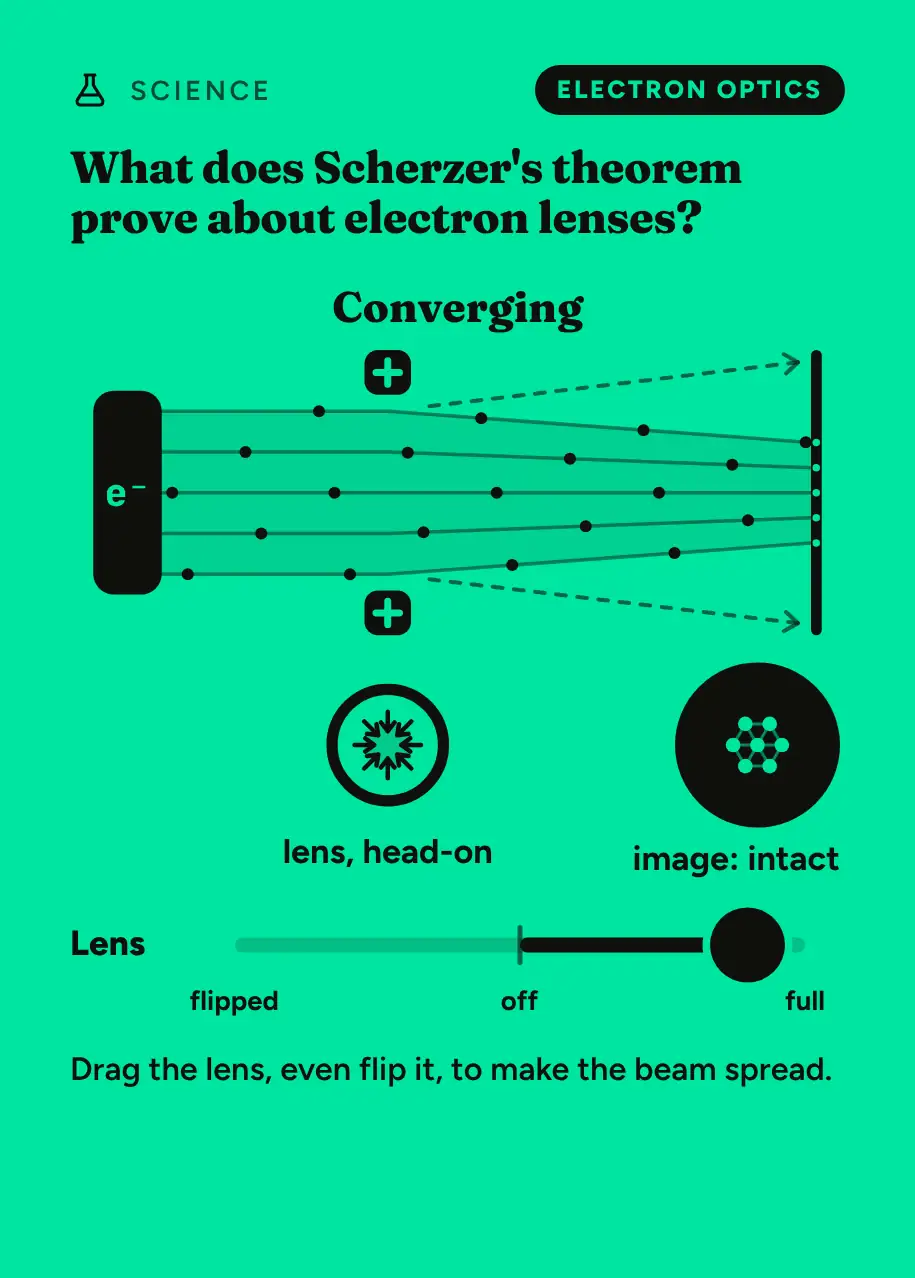 SCIENCE
ELECTRON OPTICS
What does Scherzer's theorem
prove about electron lenses?
Converging
+
e⁻
+
lens, head-on
image: intact
Lens
flipped
off
full
Drag the lens, even flip it, to make the beam spread.